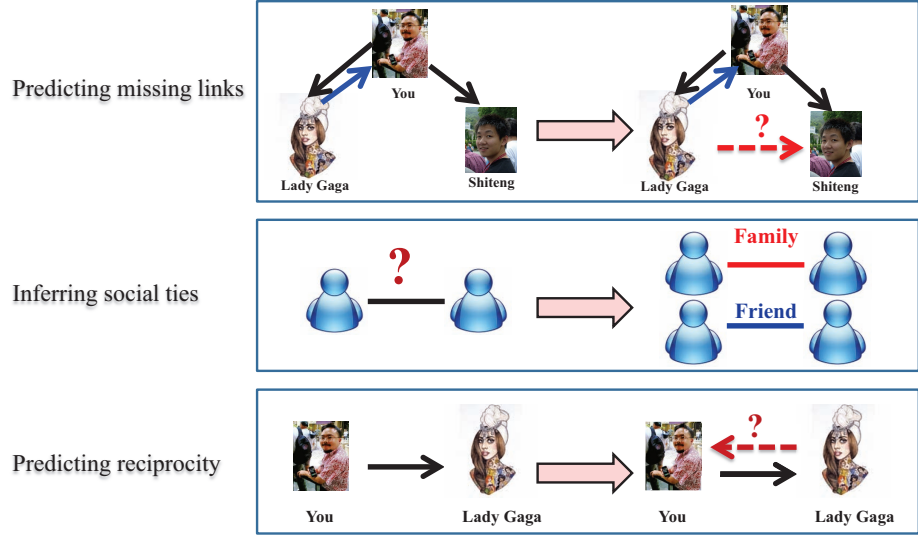 Predicting missing links
You
Lady Gaga
Shiteng
You
?
Lady Gaga
Shiteng
Inferring social ties
?
Family
Friend
Predicting reciprocity
You
Lady Gaga
?
You
Lady Gaga